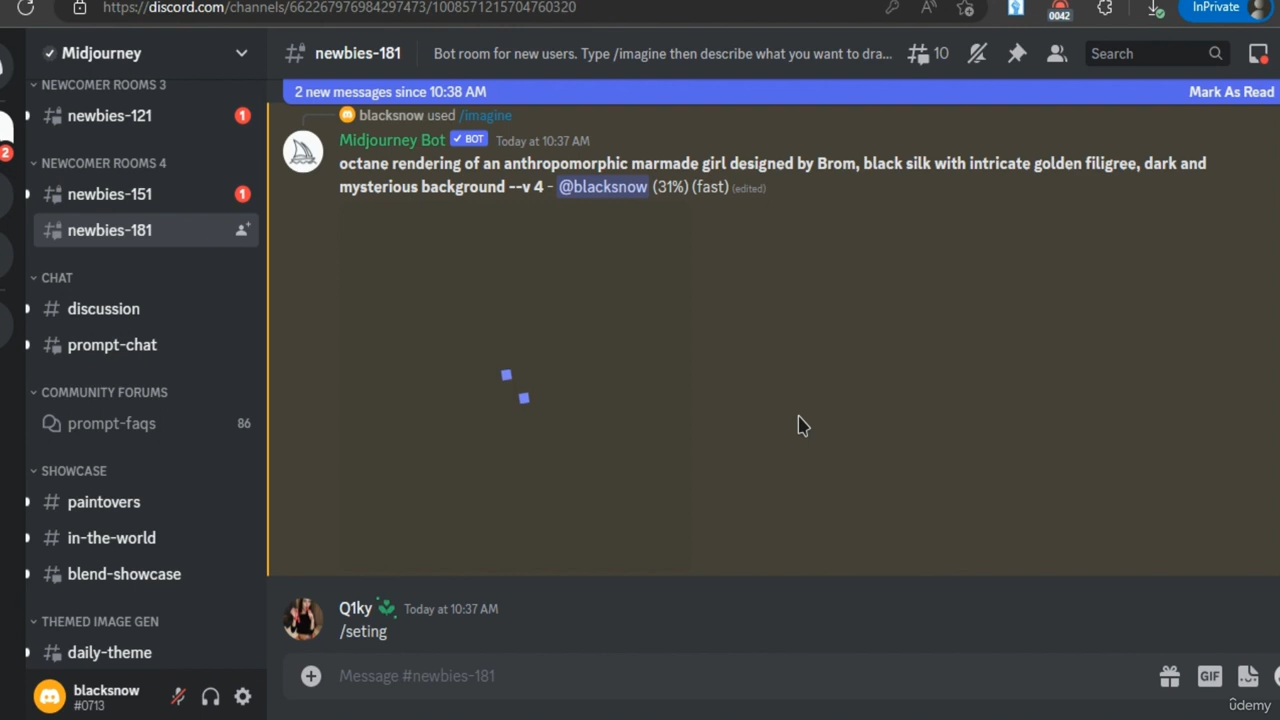 https://discord.com/channels/662267976984297473/1008571215704760320
0042
InPrivate
Midjourney
newbies-181
Bot room for new users. Type /imagine then describe what you want to dra...
10
Search
NEWCOMER ROOMS 3
newbies-121
1
NEWCOMER ROOMS 4
newbies-151
1
newbies-181
CHAT
discussion
prompt-chat
COMMUNITY FORUMS
prompt-faqs
86
SHOWCASE
paintovers
in-the-world
blend-showcase
THEMED IMAGE GEN
daily-theme
2
blacksnow
#0713
2 new messages since 10:38 AM
Mark As Read
blacksnow used /imagine
Midjourney Bot ✓ BOT Today at 10:37 AM
octane rendering of an anthropomorphic marmade girl designed by Brom, black silk with intricate golden filigree, dark and
mysterious background --v 4 - @blacksnow (31%) (fast) (edited)
Q1ky Today at 10:37 AM
/seting
Message #newbies-181
GIF
ûdemy